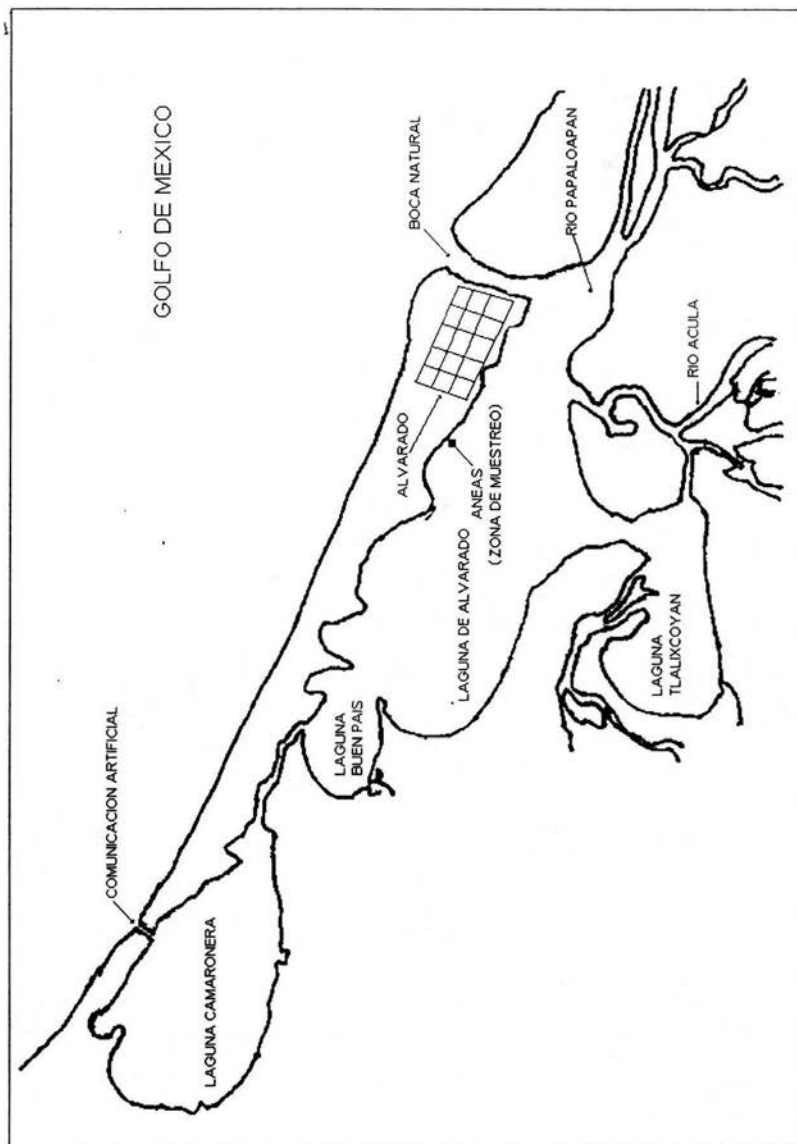 GOLFO DE MEXICO
COMUNICACION ARTIFICIAL
LAGUNA CAMARONERA
LAGUNA
BUEN PAIS
ALVARADO
ANEAS
(ZONA DE MUESTREO)
LAGUNA DE ALVARADO
BOCA NATURAL
RIO PAPALOAPAN
RIO ACULA
LAGUNA
TLALIXCOYAN